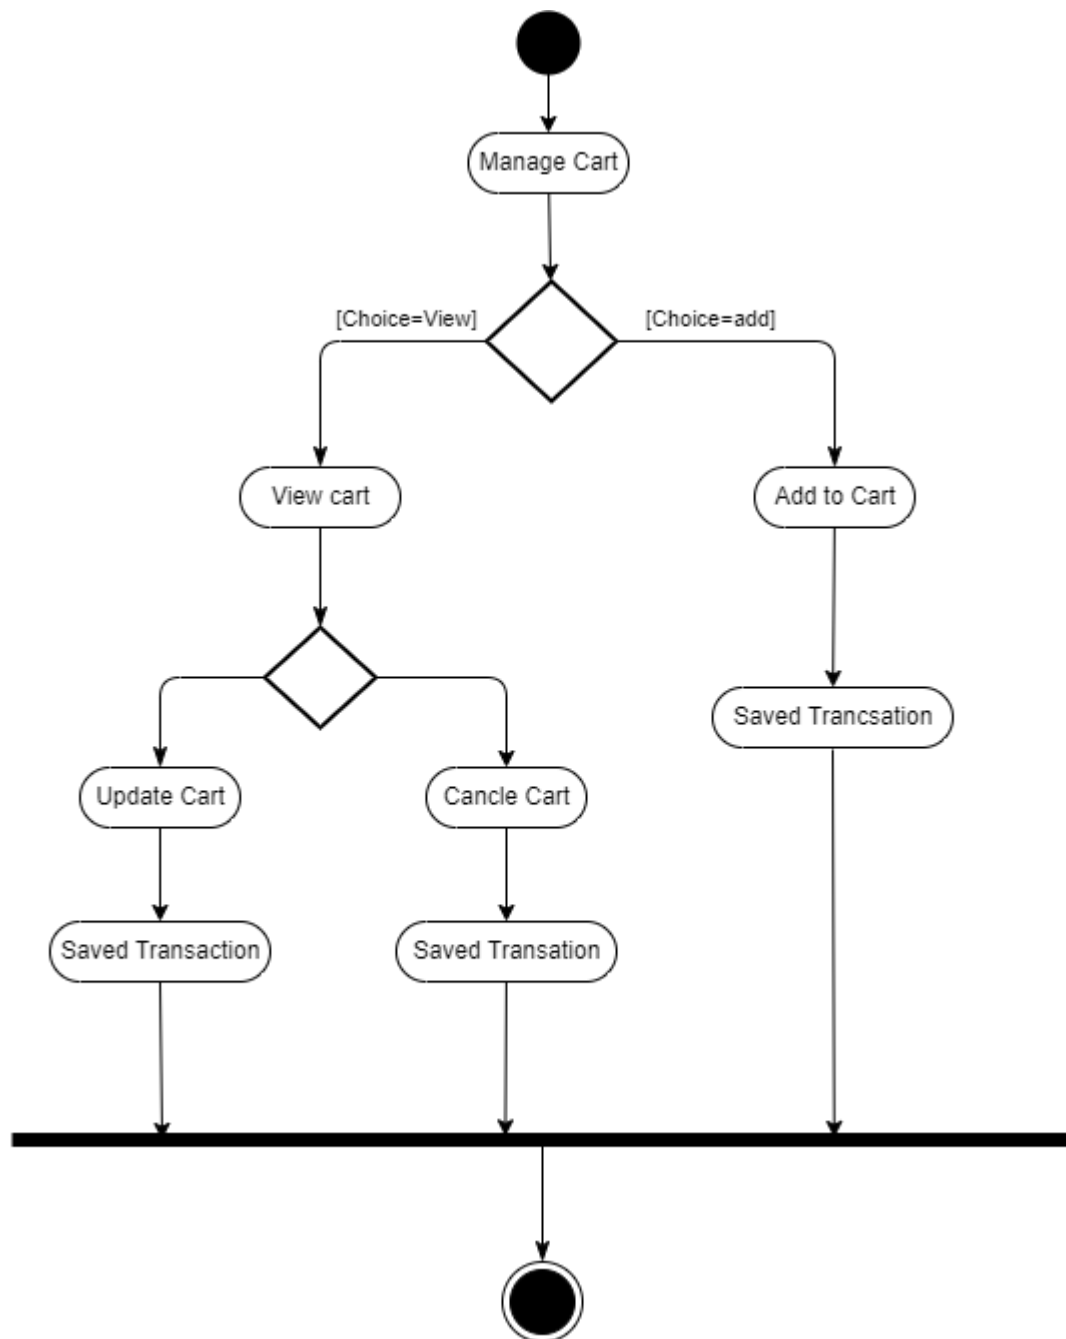 Manage Cart
[Choice=View]
[Choice=add]
View cart
Add to Cart
Saved Trancsation
Update Cart
Cancle Cart
Saved Transaction
Saved Transation